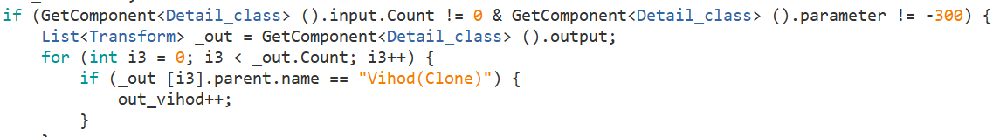 if (GetComponent<Detail_class> ().input.Count != 0 & GetComponent<Detail_class> ().parameter != -300) {
List<Transform> _out = GetComponent<Detail_class> ().output;
for (int i3 = 0; i3 < _out.Count; i3++) {
if (_out [i3].parent.name == "Vihod(Clone)") {
out_vihod++;
}